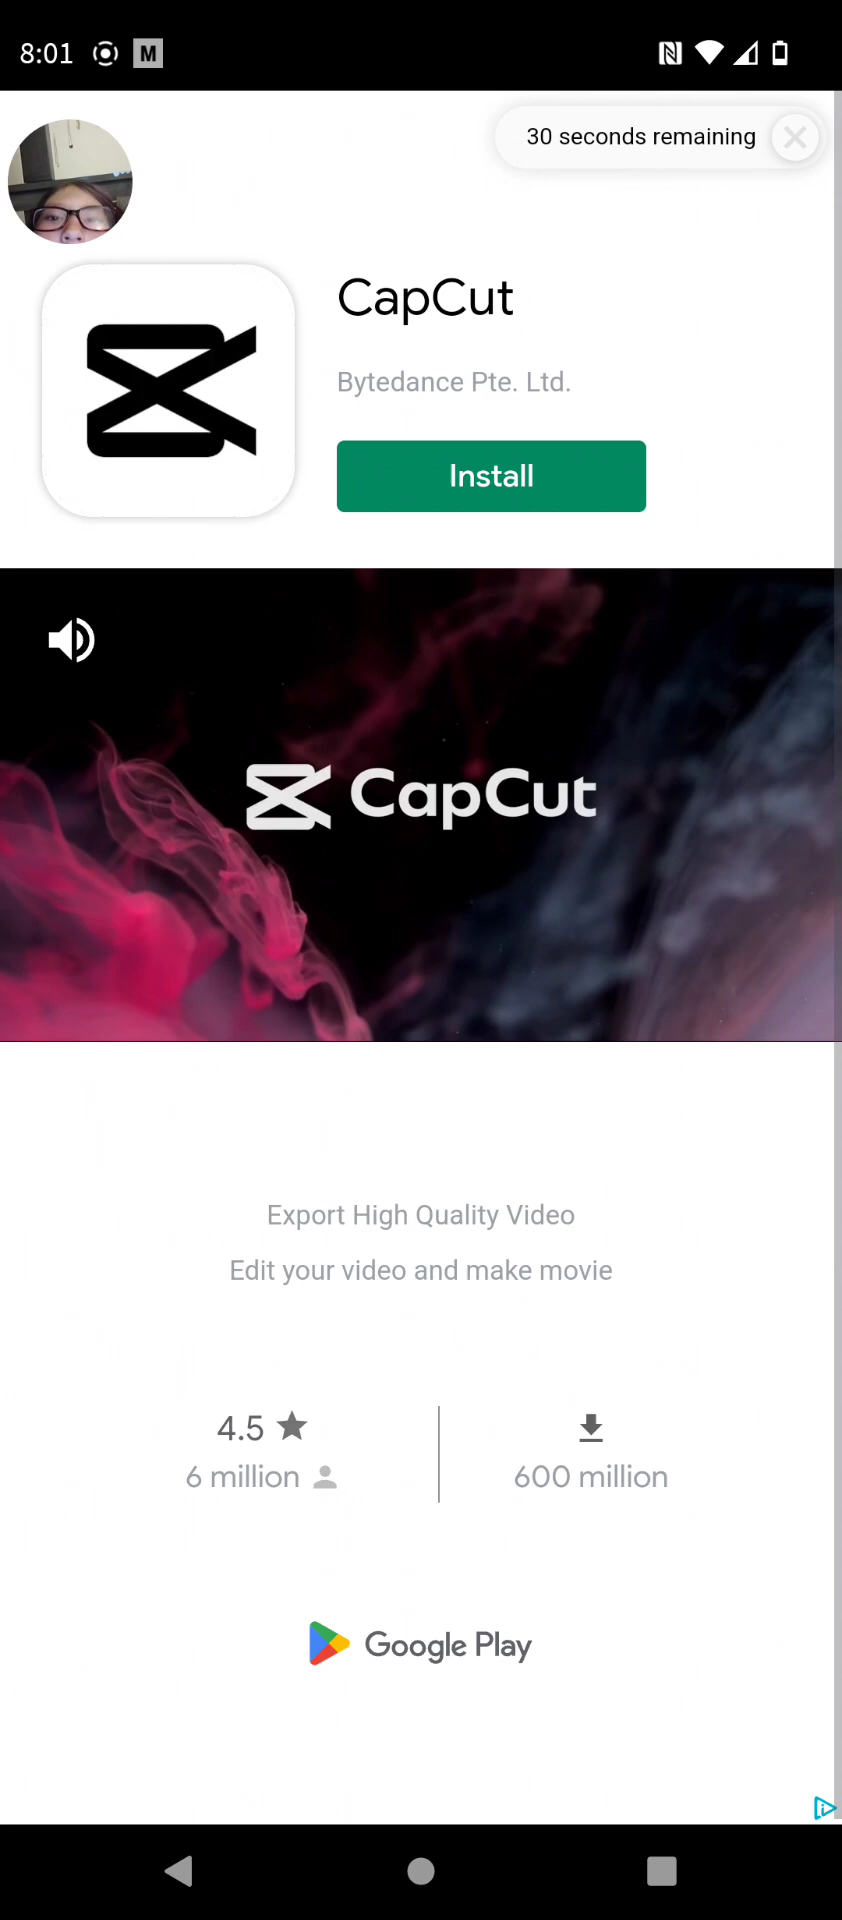 8:01
M
30 seconds remaining
CapCut
Bytedance Pte. Ltd.
Install
CapCut
Export High Quality Video
Edit your video and make movie
4.5
6 million
600 million
Google Play